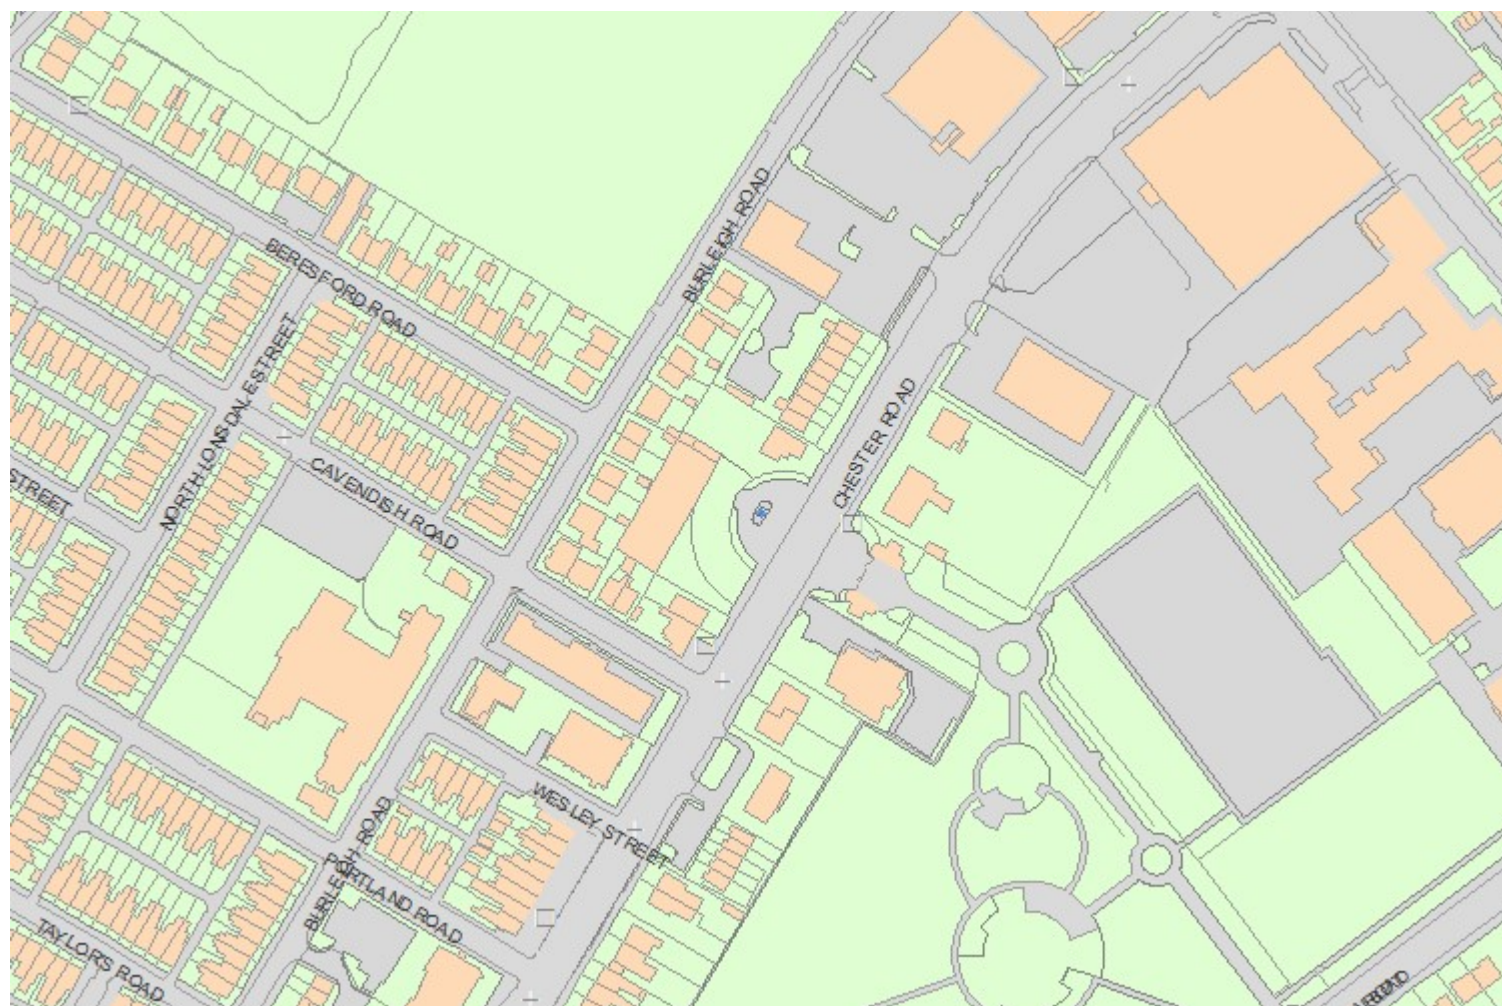 BURLEIGH ROAD
BERESFORD ROAD
NORTH LONSDALE STREET
CHESTER ROAD
CAVENDISH ROAD
STREET
WESLEY STREET
BURLEIGH ROAD
PORTLAND ROAD
TAYLORS ROAD